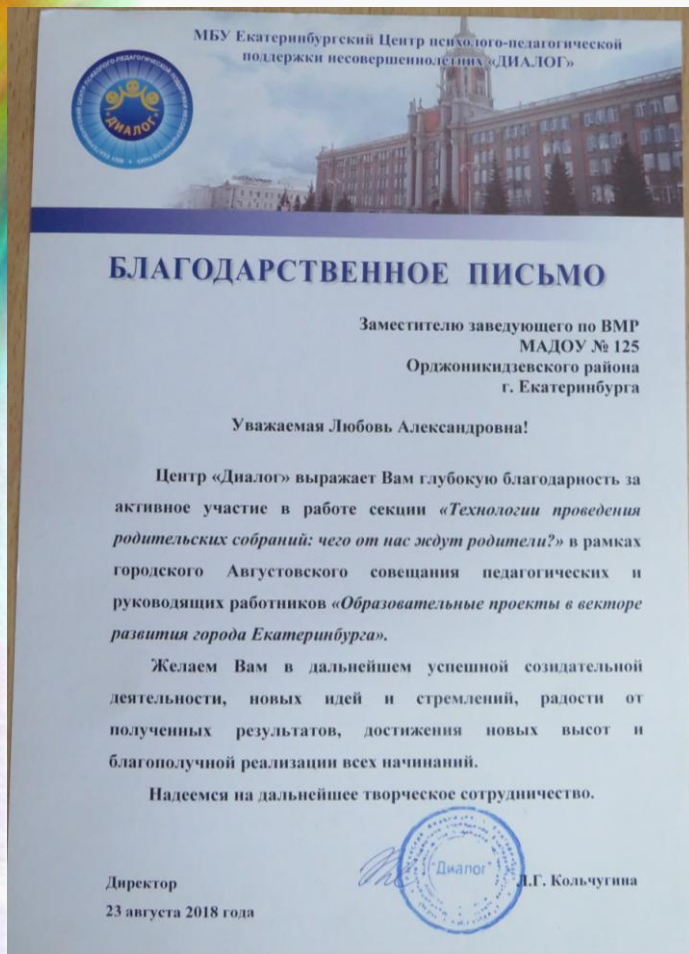 МБУ Екатеринбургский Центр психолого-педагогической
поддержки несовершеннолетних «ДИАЛОГ»
ДИАЛОГ
БЛАГОДАРСТВЕННОЕ ПИСЬМО
Заместителю заведующего по ВМР
МАДОУ № 125
Орджоникидзевского района
г. Екатеринбурга
Уважаемая Любовь Александровна!
Центр «Диалог» выражает Вам глубокую благодарность за
активное участие в работе секции «Технологии проведения
родительских собраний: чего от нас ждут родители?» в рамках
городского Августовского совещания педагогических и
руководящих работников «Образовательные проекты в векторе
развития города Екатеринбурга».
Желаем Вам в дальнейшем успешной созидательной
деятельности, новых идей и стремлений, радости от
полученных результатов, достижения новых высот и
благополучной реализации всех начинаний.
Надеемся на дальнейшее творческое сотрудничество.
"Диалог"
Директор Л.Г. Кольчугина
23 августа 2018 года